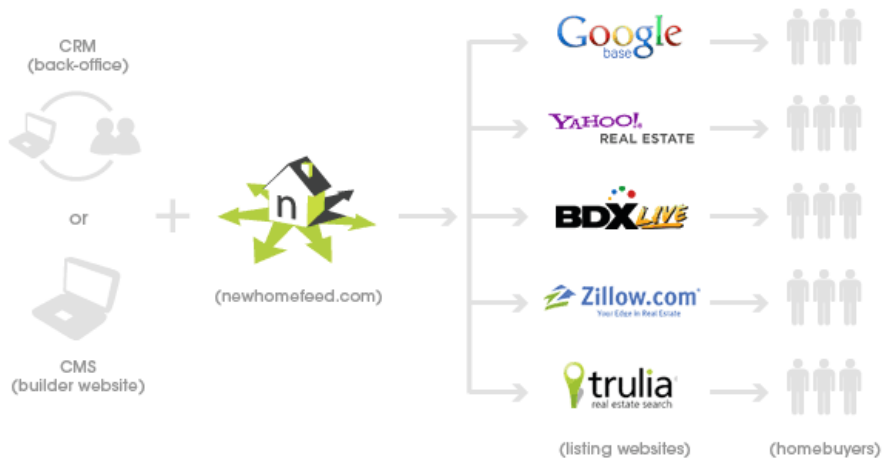 CRM
(back-office)
or
CMS
(builder website)
n
(newhomefeed.com)
Google
base
YAHOO!
REAL ESTATE
BDX LIVE
Zillow.com®
Your Edge in Real Estate
trulia
real estate search
(listing websites)
(homebuyers)